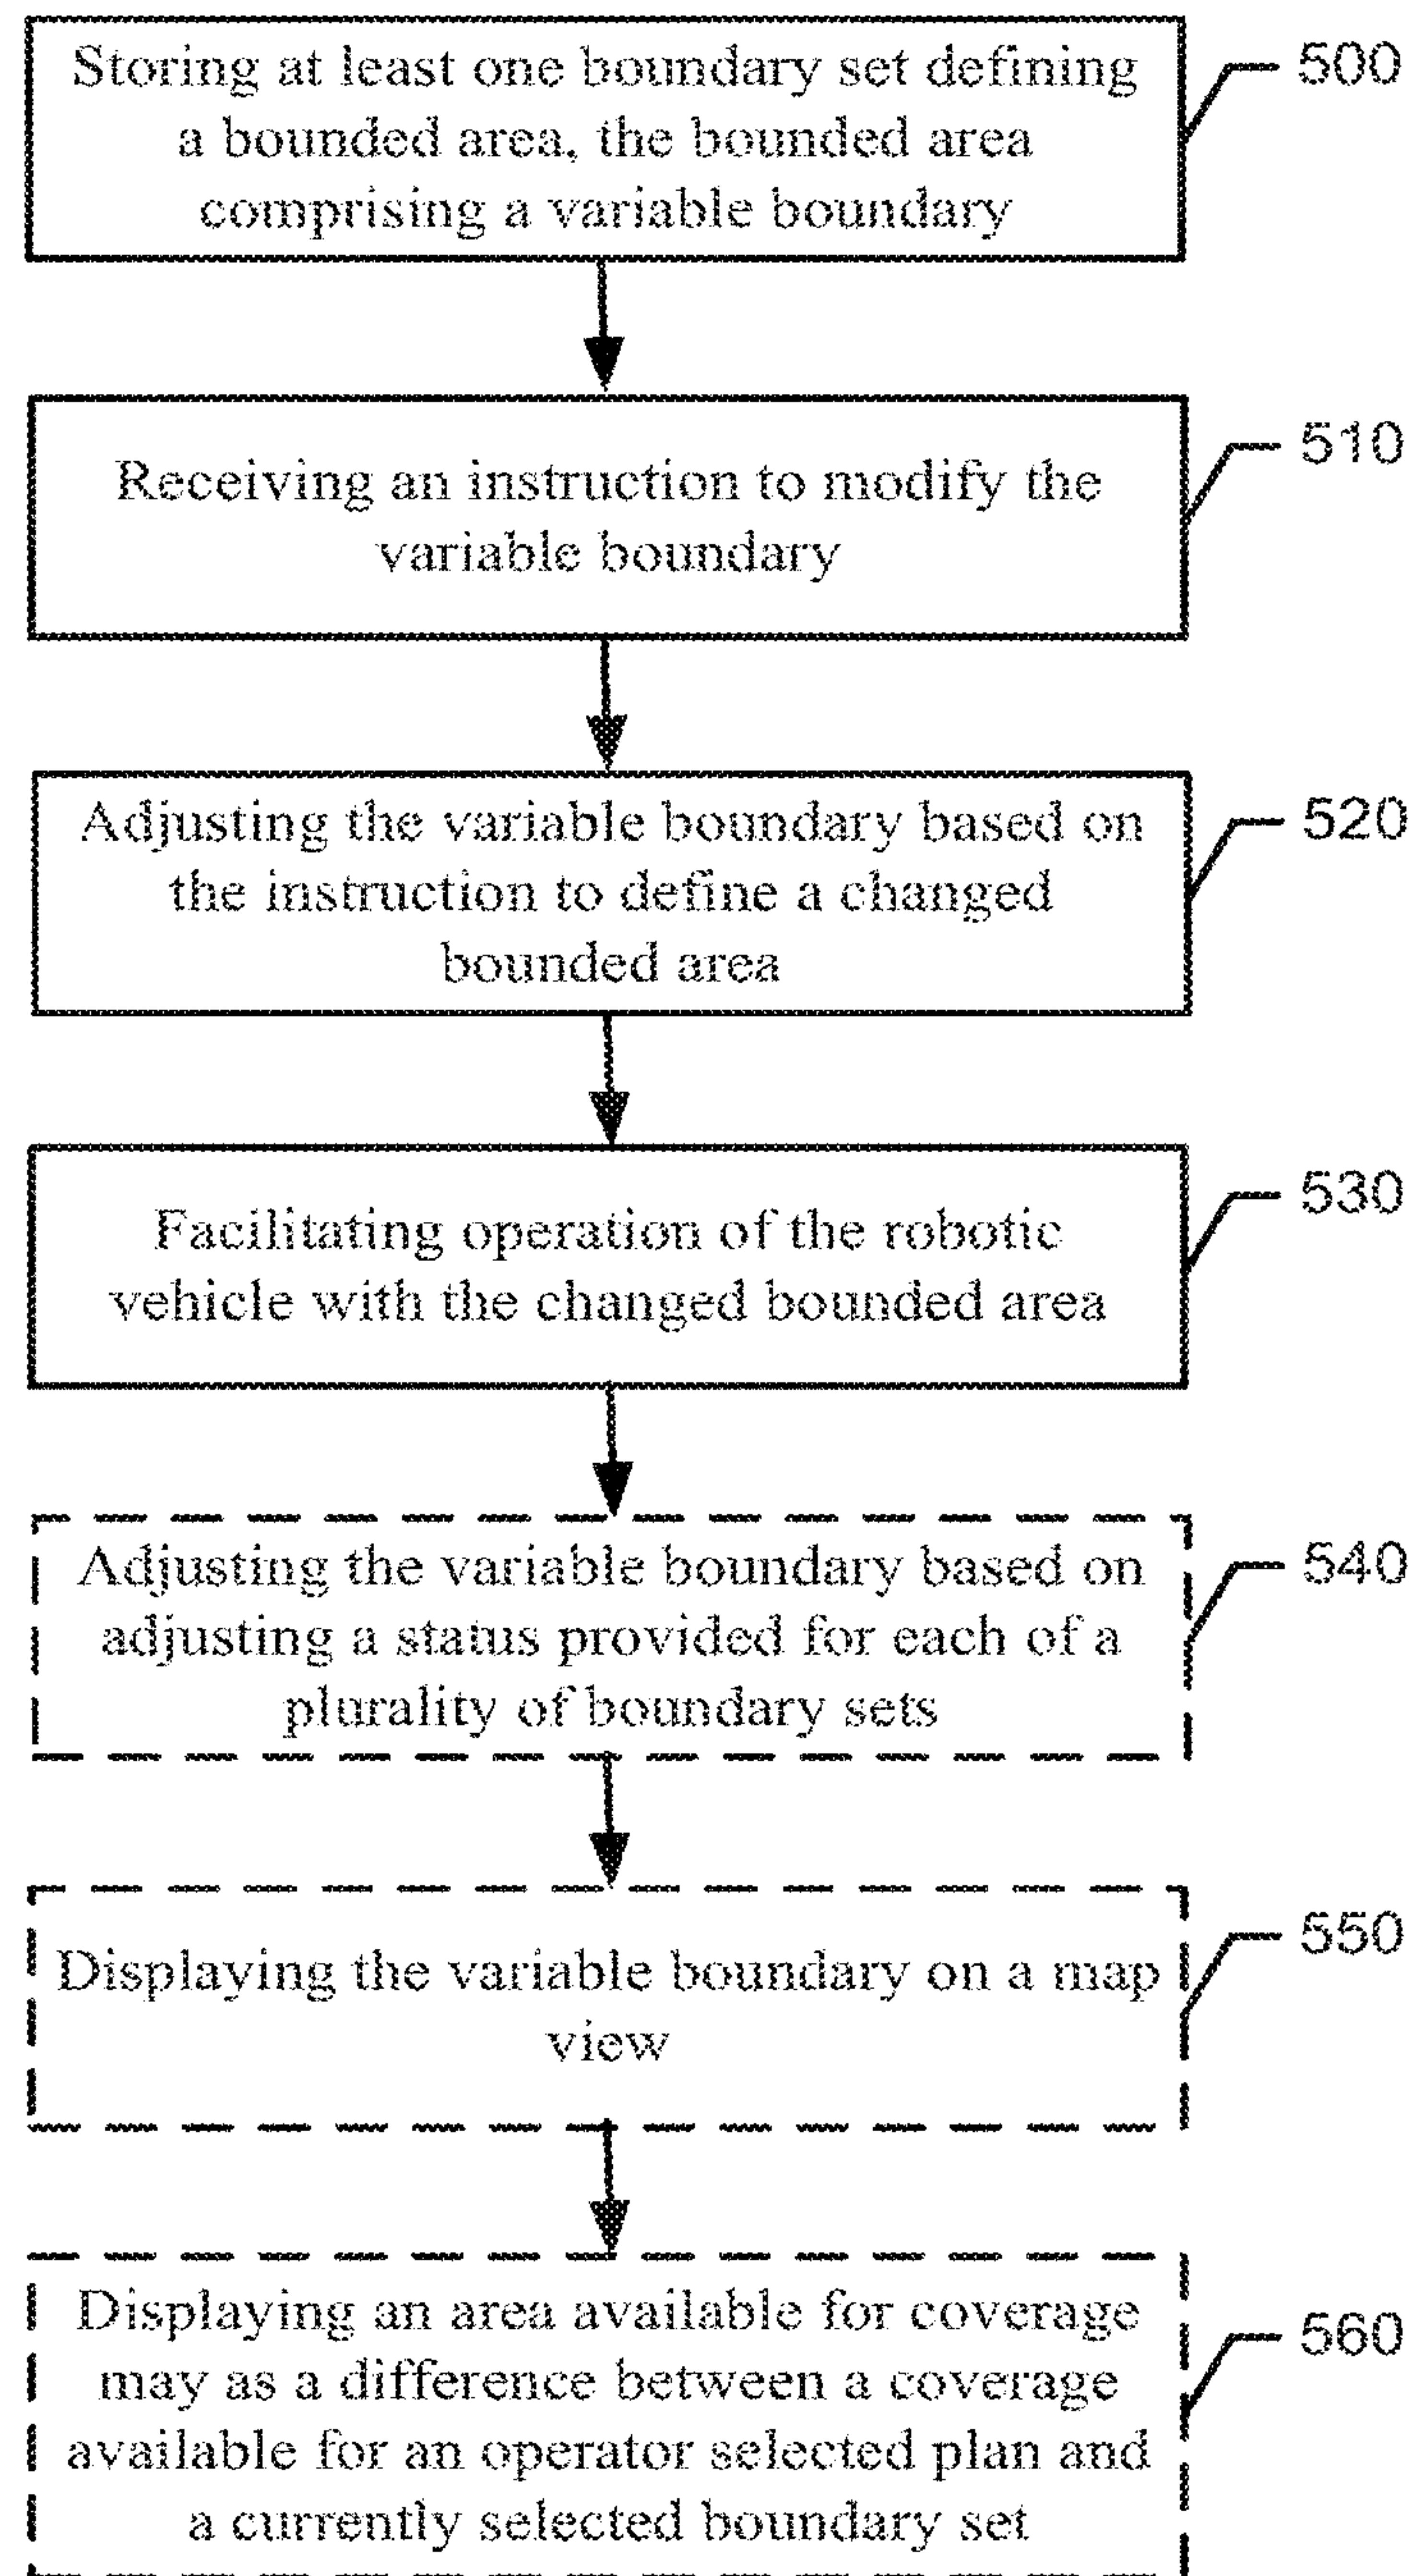 Storing at least one boundary set defining
a bounded area, the bounded area
comprising a variable boundary
500
Receiving an instruction to modify the
variable boundary
510
Adjusting the variable boundary based on
the instruction to define a changed
bounded area
520
Facilitating operation of the robotic
vehicle with the changed bounded area
530
Adjusting the variable boundary based on
adjusting a status provided for each of a
plurality of boundary sets
540
Displaying the variable boundary on a map
view
550
Displaying an area available for coverage
may as a difference between a coverage
available for an operator selected plan and
a currently selected boundary set
560